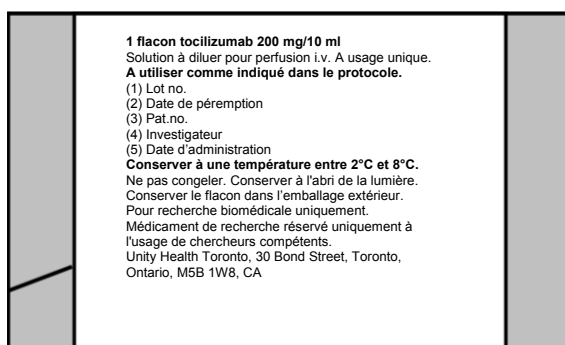 1 flacon tocilizumab 200 mg/10 ml
Solution à diluer pour perfusion i.v. A usage unique.
A utiliser comme indiqué dans le protocole.
(1) Lot no.
(2) Date de péremption
(3) Pat.no.
(4) Investigateur
(5) Date d'administration
Conserver à une température entre 2°C et 8°C.
Ne pas congeler. Conserver à l'abri de la lumière.
Conserver le flacon dans l'emballage extérieur.
Pour recherche biomédicale uniquement.
Médicament de recherche réservé uniquement à
l'usage de chercheurs compétents.
Unity Health Toronto, 30 Bond Street, Toronto,
Ontario, M5B 1W8, CA